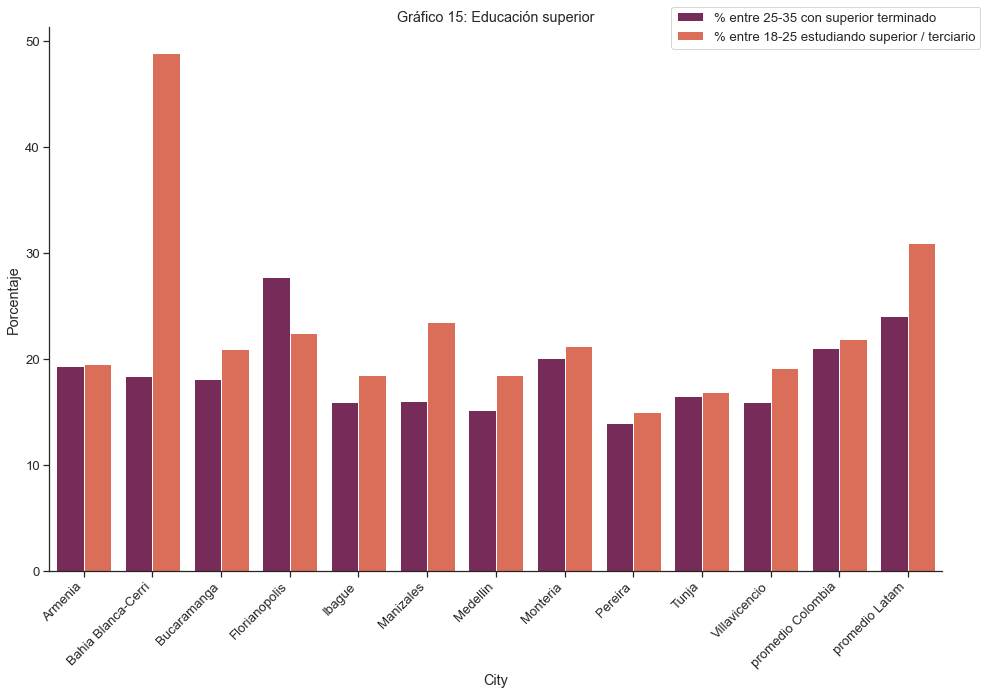 Gráfico 15: Educación superior
% entre 25-35 con superior terminado
% entre 18-25 estudiando superior / terciario
Porcentaje
50
40
30
20
10
0
Armenia
Bahia Blanca-Cerri
Bucaramanga
Florianopolis
Ibague
Manizales
Medellin
Monteria
Pereira
Tunja
Villavicencio
promedio Colombia
promedio Latam
City